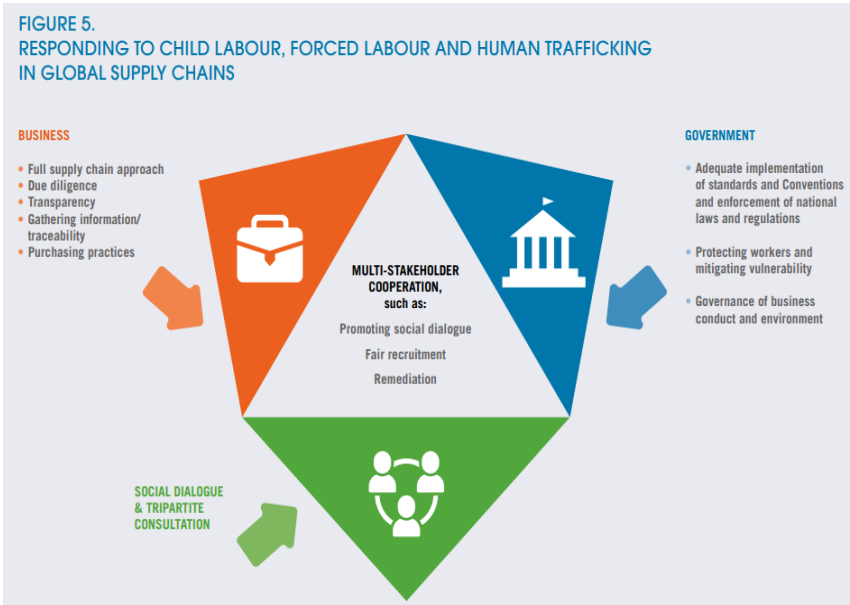 FIGURE 5.
RESPONDING TO CHILD LABOUR, FORCED LABOUR AND HUMAN TRAFFICKING
IN GLOBAL SUPPLY CHAINS
BUSINESS
• Full supply chain approach
• Due diligence
• Transparency
• Gathering information/
traceability
• Purchasing practices
GOVERNMENT
• Adequate implementation
of standards and Conventions
and enforcement of national
laws and regulations
• Protecting workers and
mitigating vulnerability
• Governance of business
conduct and environment
MULTI-STAKEHOLDER
COOPERATION,
such as:
Promoting social dialogue
Fair recruitment
Remediation
SOCIAL DIALOGUE
& TRIPARTITE
CONSULTATION